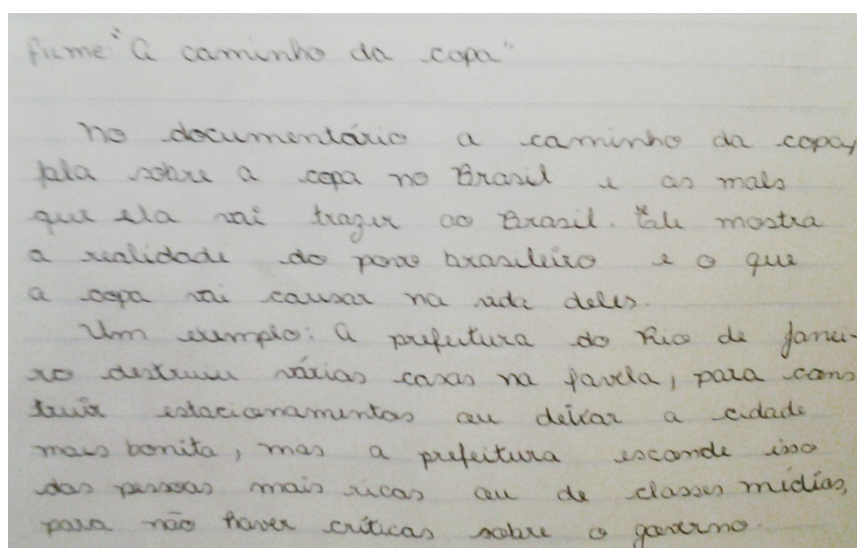 filme "A caminho da copa"
No documentário a caminho da copa,
fala sobre a copa no Brasil e os males
que ela vai trazer ao Brasil. Ele mostra
a realidade do povo brasileiro e o que
a copa vai causar na vida deles.
Um exemplo: A prefeitura do Rio de Janei-
ro destruiu várias casas na favela, para cons
truir estacionamentos ou deixar a cidade
mais bonita, mas a prefeitura esconde isso
das pessoas mais ricas ou de classes mídias,
para não haver críticas sobre o governo.